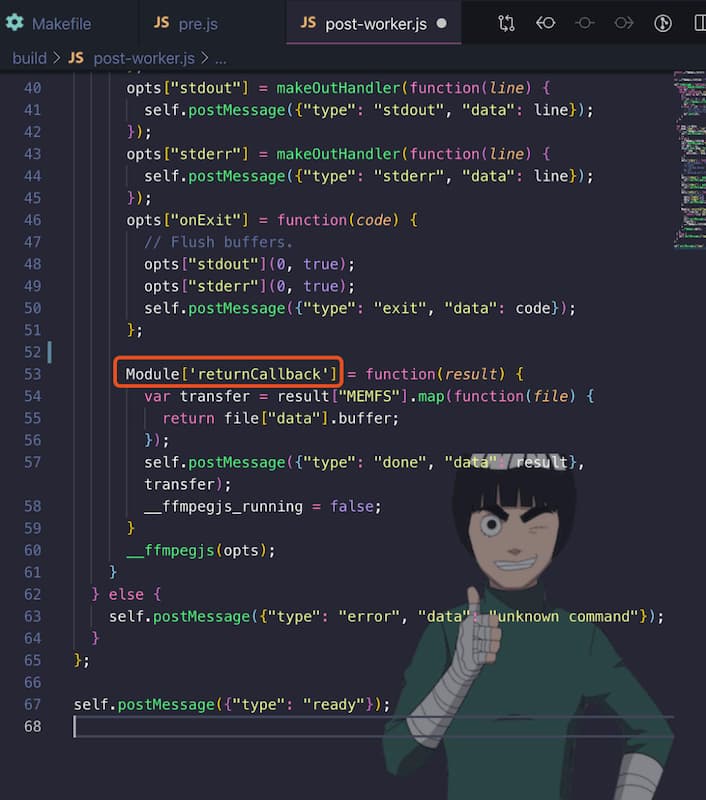 Makefile
JS pre.js
JS post-worker.js
build > JS post-worker.js > ...
40 opts["stdout"] = makeOutHandler(function(line) {
41 self.postMessage({"type": "stdout", "data": line});
42 });
43 opts["stderr"] = makeOutHandler(function(line) {
44 self.postMessage({"type": "stderr", "data": line});
45 });
46 opts["onExit"] = function(code) {
47 // Flush buffers.
48 opts["stdout"](0, true);
49 opts["stderr"](0, true);
50 self.postMessage({"type": "exit", "data": code});
51 };
52
53 Module['returnCallback'] = function(result) {
54 var transfer = result["MEMFS"].map(function(file) {
55 return file["data"].buffer;
56 });
57 self.postMessage({"type": "done", "data": result},
transfer);
58 __ffmpegjs_running = false;
59 }
60 __ffmpegjs(opts);
61 }
62 } else {
63 self.postMessage({"type": "error", "data": "unknown command"});
64 }
65 };
66
67 self.postMessage({"type": "ready"});
68